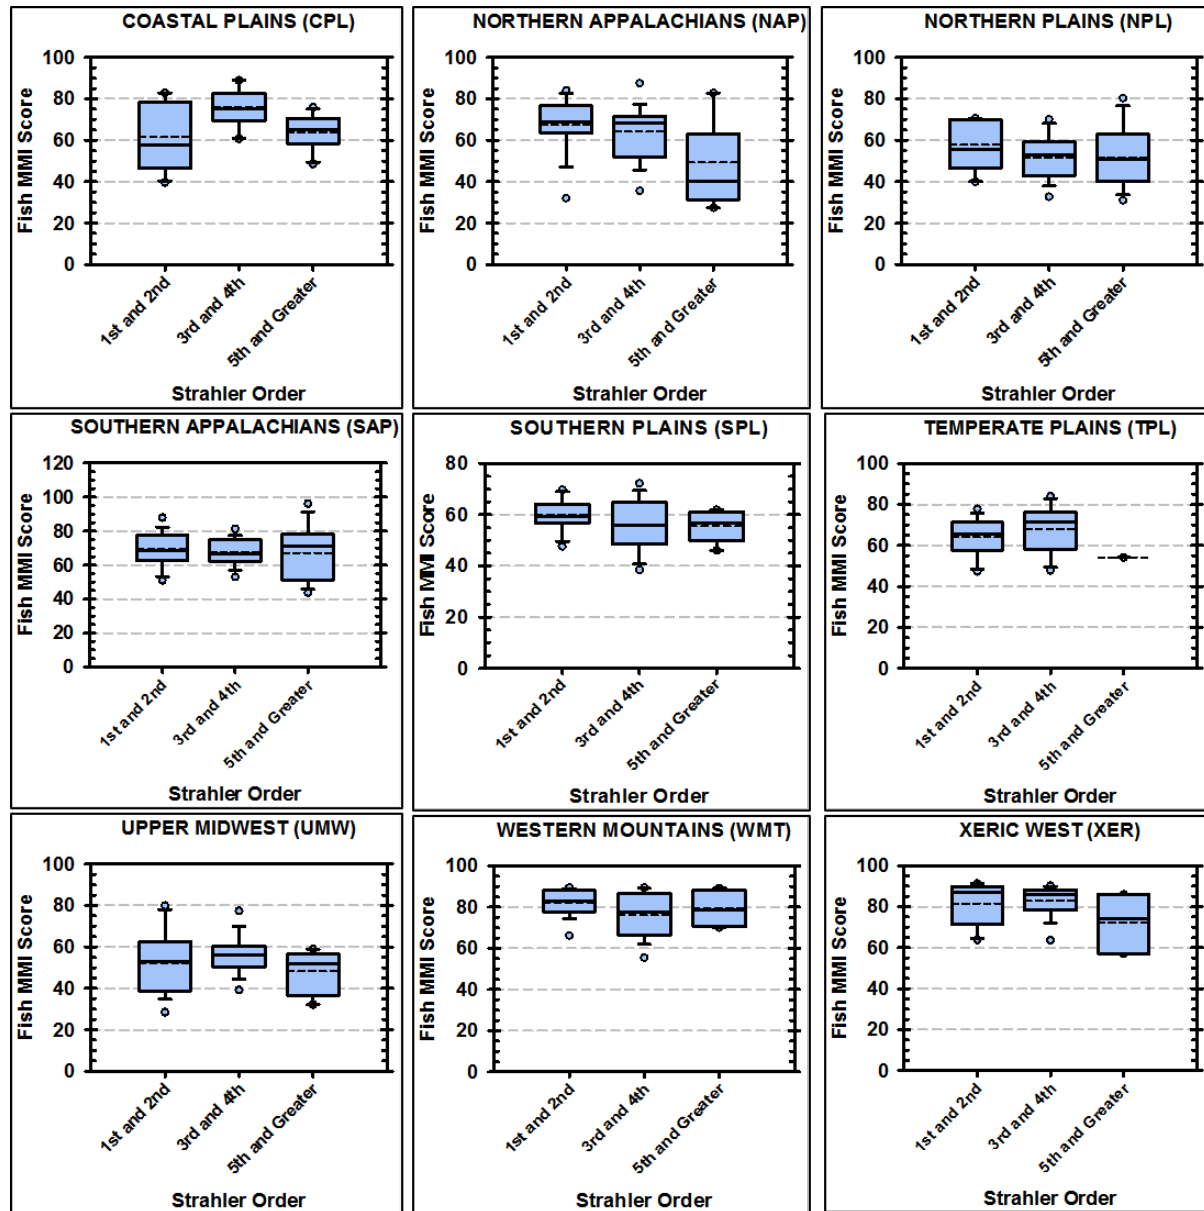 COASTAL PLAINS (CPL)
Fish MMI Score
100
80
60
40
20
0
1st and 2nd
3rd and 4th
5th and Greater
Strahler Order
NORTHERN APPALACHIANS (NAP)
Fish MMI Score
100
80
60
40
20
0
1st and 2nd
3rd and 4th
5th and Greater
Strahler Order
NORTHERN PLAINS (NPL)
Fish MMI Score
100
80
60
40
20
0
1st and 2nd
3rd and 4th
5th and Greater
Strahler Order
SOUTHERN APPALACHIANS (SAP)
Fish MMI Score
120
100
80
60
40
20
0
1st and 2nd
3rd and 4th
5th and Greater
Strahler Order
SOUTHERN PLAINS (SPL)
Fish MMI Score
80
60
40
20
0
1st and 2nd
3rd and 4th
5th and Greater
Strahler Order
TEMPERATE PLAINS (TPL)
Fish MMI Score
100
80
60
40
20
0
1st and 2nd
3rd and 4th
5th and Greater
Strahler Order
UPPER MIDWEST (UMW)
Fish MMI Score
100
80
60
40
20
0
1st and 2nd
3rd and 4th
5th and Greater
Strahler Order
WESTERN MOUNTAINS (WMT)
Fish MMI Score
100
80
60
40
20
0
1st and 2nd
3rd and 4th
5th and Greater
Strahler Order
XERIC WEST (XER)
Fish MMI Score
100
80
60
40
20
0
1st and 2nd
3rd and 4th
5th and Greater
Strahler Order